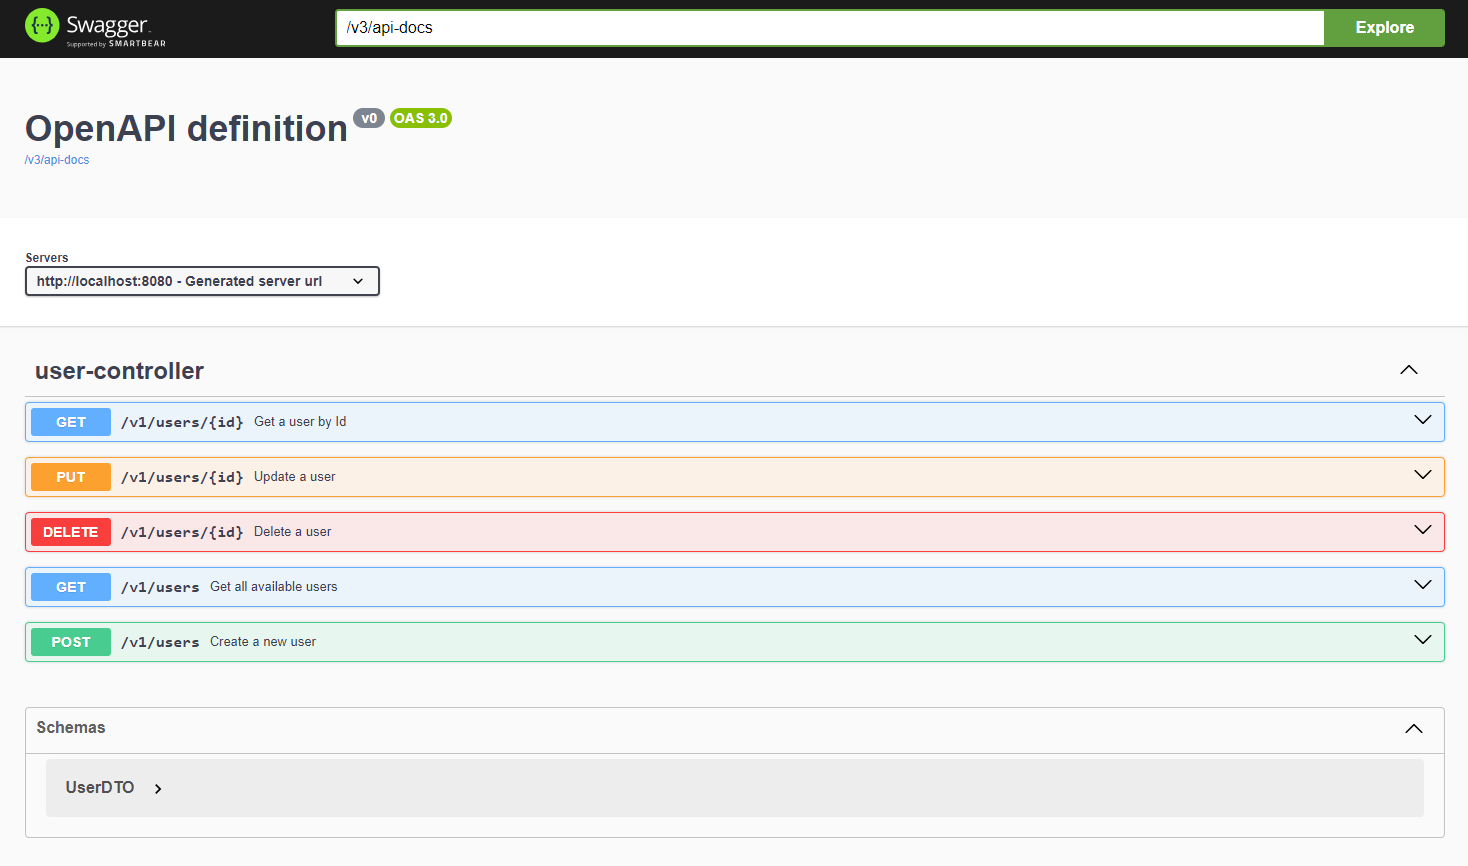 Swagger
Supported by SMARTBEAR
/v3/api-docs
Explore
OpenAPI definition v0 OAS 3.0
/v3/api-docs
Servers
http://localhost:8080 - Generated server url
user-controller
GET /v1/users/{id} Get a user by Id
PUT /v1/users/{id} Update a user
DELETE /v1/users/{id} Delete a user
GET /v1/users Get all available users
POST /v1/users Create a new user
Schemas
UserDTO